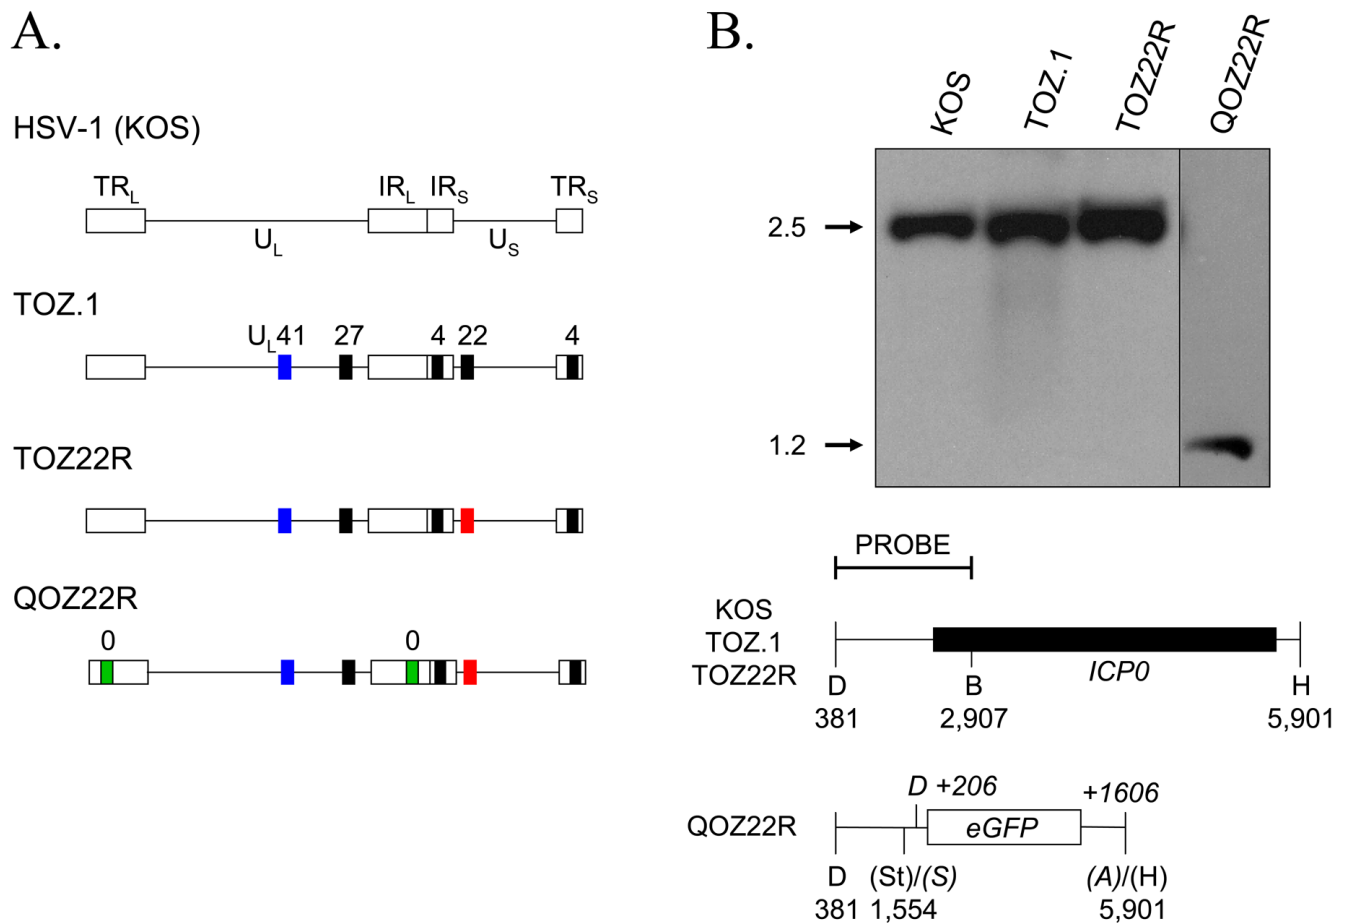 A.
HSV-1 (KOS)
TRL IRL IRS TRS
UL US
TOZ.1
UL41 27 4 22 4
TOZ22R
QOZ22R
0 0
B.
KOS TOZ.1 TOZ22R QOZ22R
2.5
1.2
PROBE
KOS
TOZ.1
TOZ22R
ICP0
D B H
381 2,907 5,901
D +206 +1606
QOZ22R eGFP
D (St)/(S) (A)/(H)
381 1,554 5,901